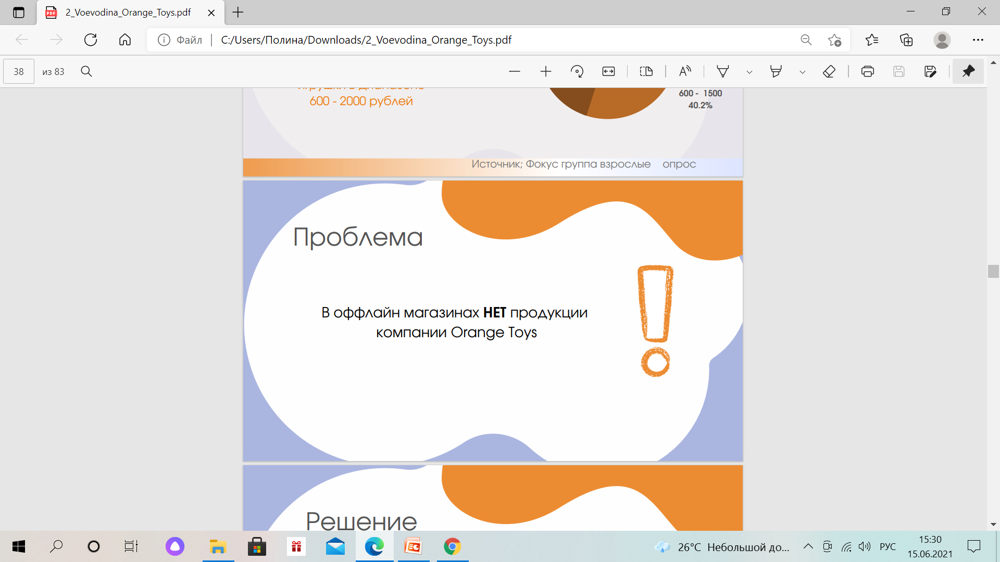 2_Voevodina_Orange_Toys.pdf
Файл
C:/Users/Полина/Downloads/2_Voevodina_Orange_Toys.pdf
38 из 83
игрушки в диапазоне
600 - 2000 рублей
600 - 1500
40.2%
Источник; Фокус группа взрослые опрос
Проблема
В оффлайн магазинах НЕТ продукции
компании Orange Toys
Решение
26°C Небольшой до...
РУС
15:30
15.06.2021